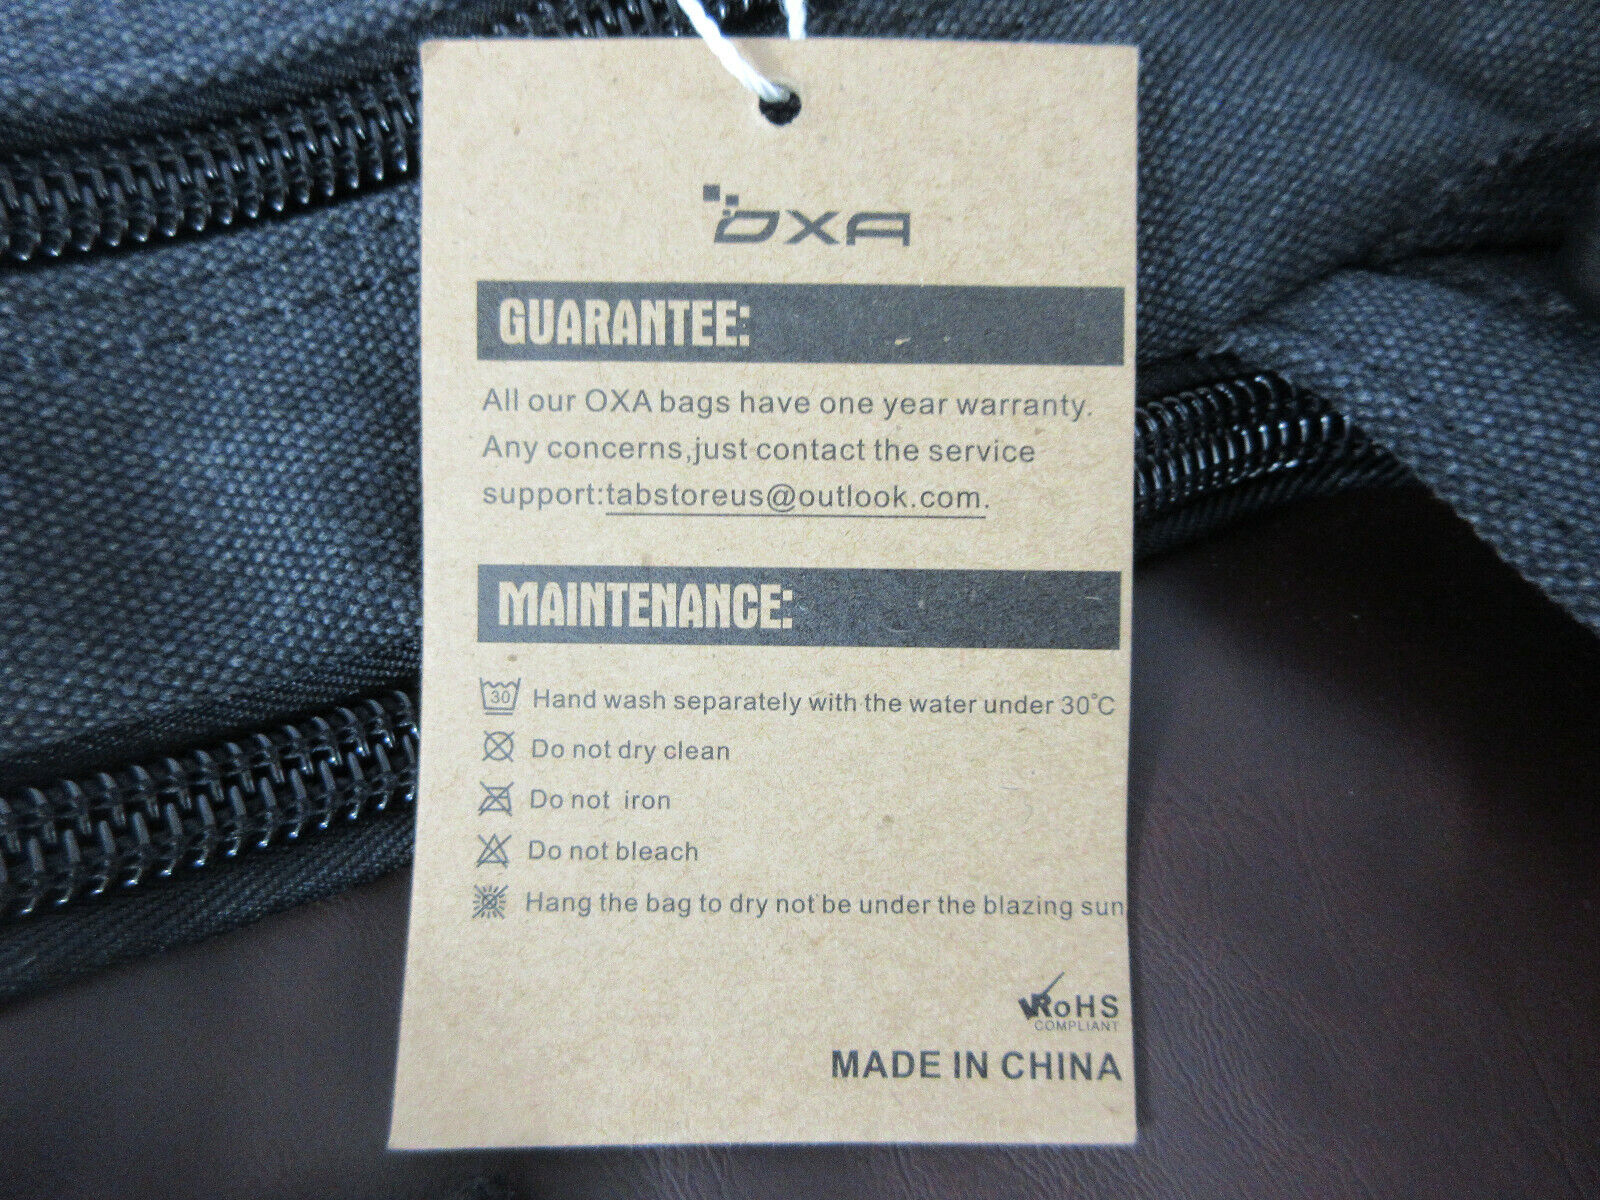 OXA
GUARANTEE:
All our OXA bags have one year warranty.
Any concerns,just contact the service
support:tabstoreus@outlook.com.
MAINTENANCE:
30 Hand wash separately with the water under 30°C
Do not dry clean
Do not iron
Do not bleach
Hang the bag to dry not be under the blazing sun
RoHS
COMPLIANT
MADE IN CHINA